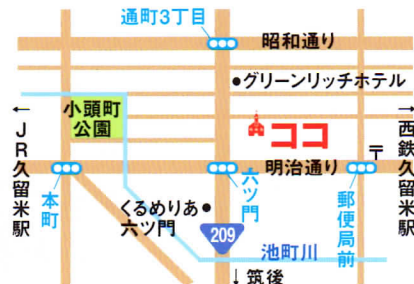 通町3丁目
昭和通り
グリーンリッチホテル
小頭町
公園
ココ
←JR久留米駅
→西鉄久留米駅
明治通り
〒
本町
六ツ門
郵便局前
くるめりあ
六ツ門
209
池町川
↓筑後